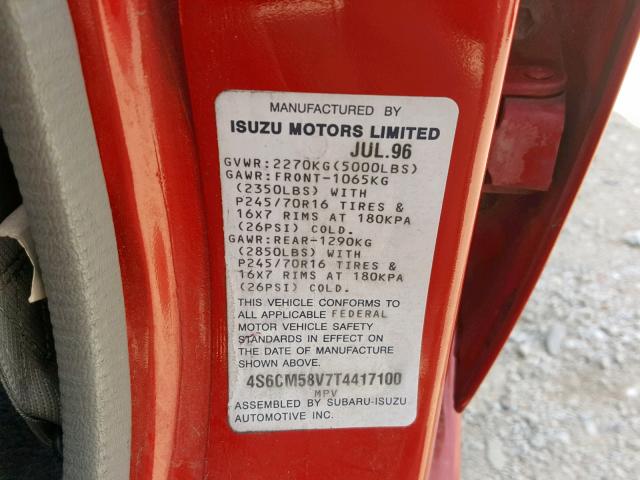 MANUFACTURED BY
ISUZU MOTORS LIMITED
JUL.96
GVWR:2270KG(5000LBS)
GAWR:FRONT-1065KG
(2350LBS) WITH
P245/70R16 TIRES &
16X7 RIMS AT 180KPA
(26PSI) COLD.
GAWR:REAR-1290KG
(2850LBS) WITH
P245/70R16 TIRES &
16X7 RIMS AT 180KPA
(26PSI) COLD.
THIS VEHICLE CONFORMS TO
ALL APPLICABLE FEDERAL
MOTOR VEHICLE SAFETY
STANDARDS IN EFFECT ON
THE DATE OF MANUFACTURE
SHOWN ABOVE.
4S6CM58V7T4417100
MPV
ASSEMBLED BY SUBARU-ISUZU
AUTOMOTIVE INC.